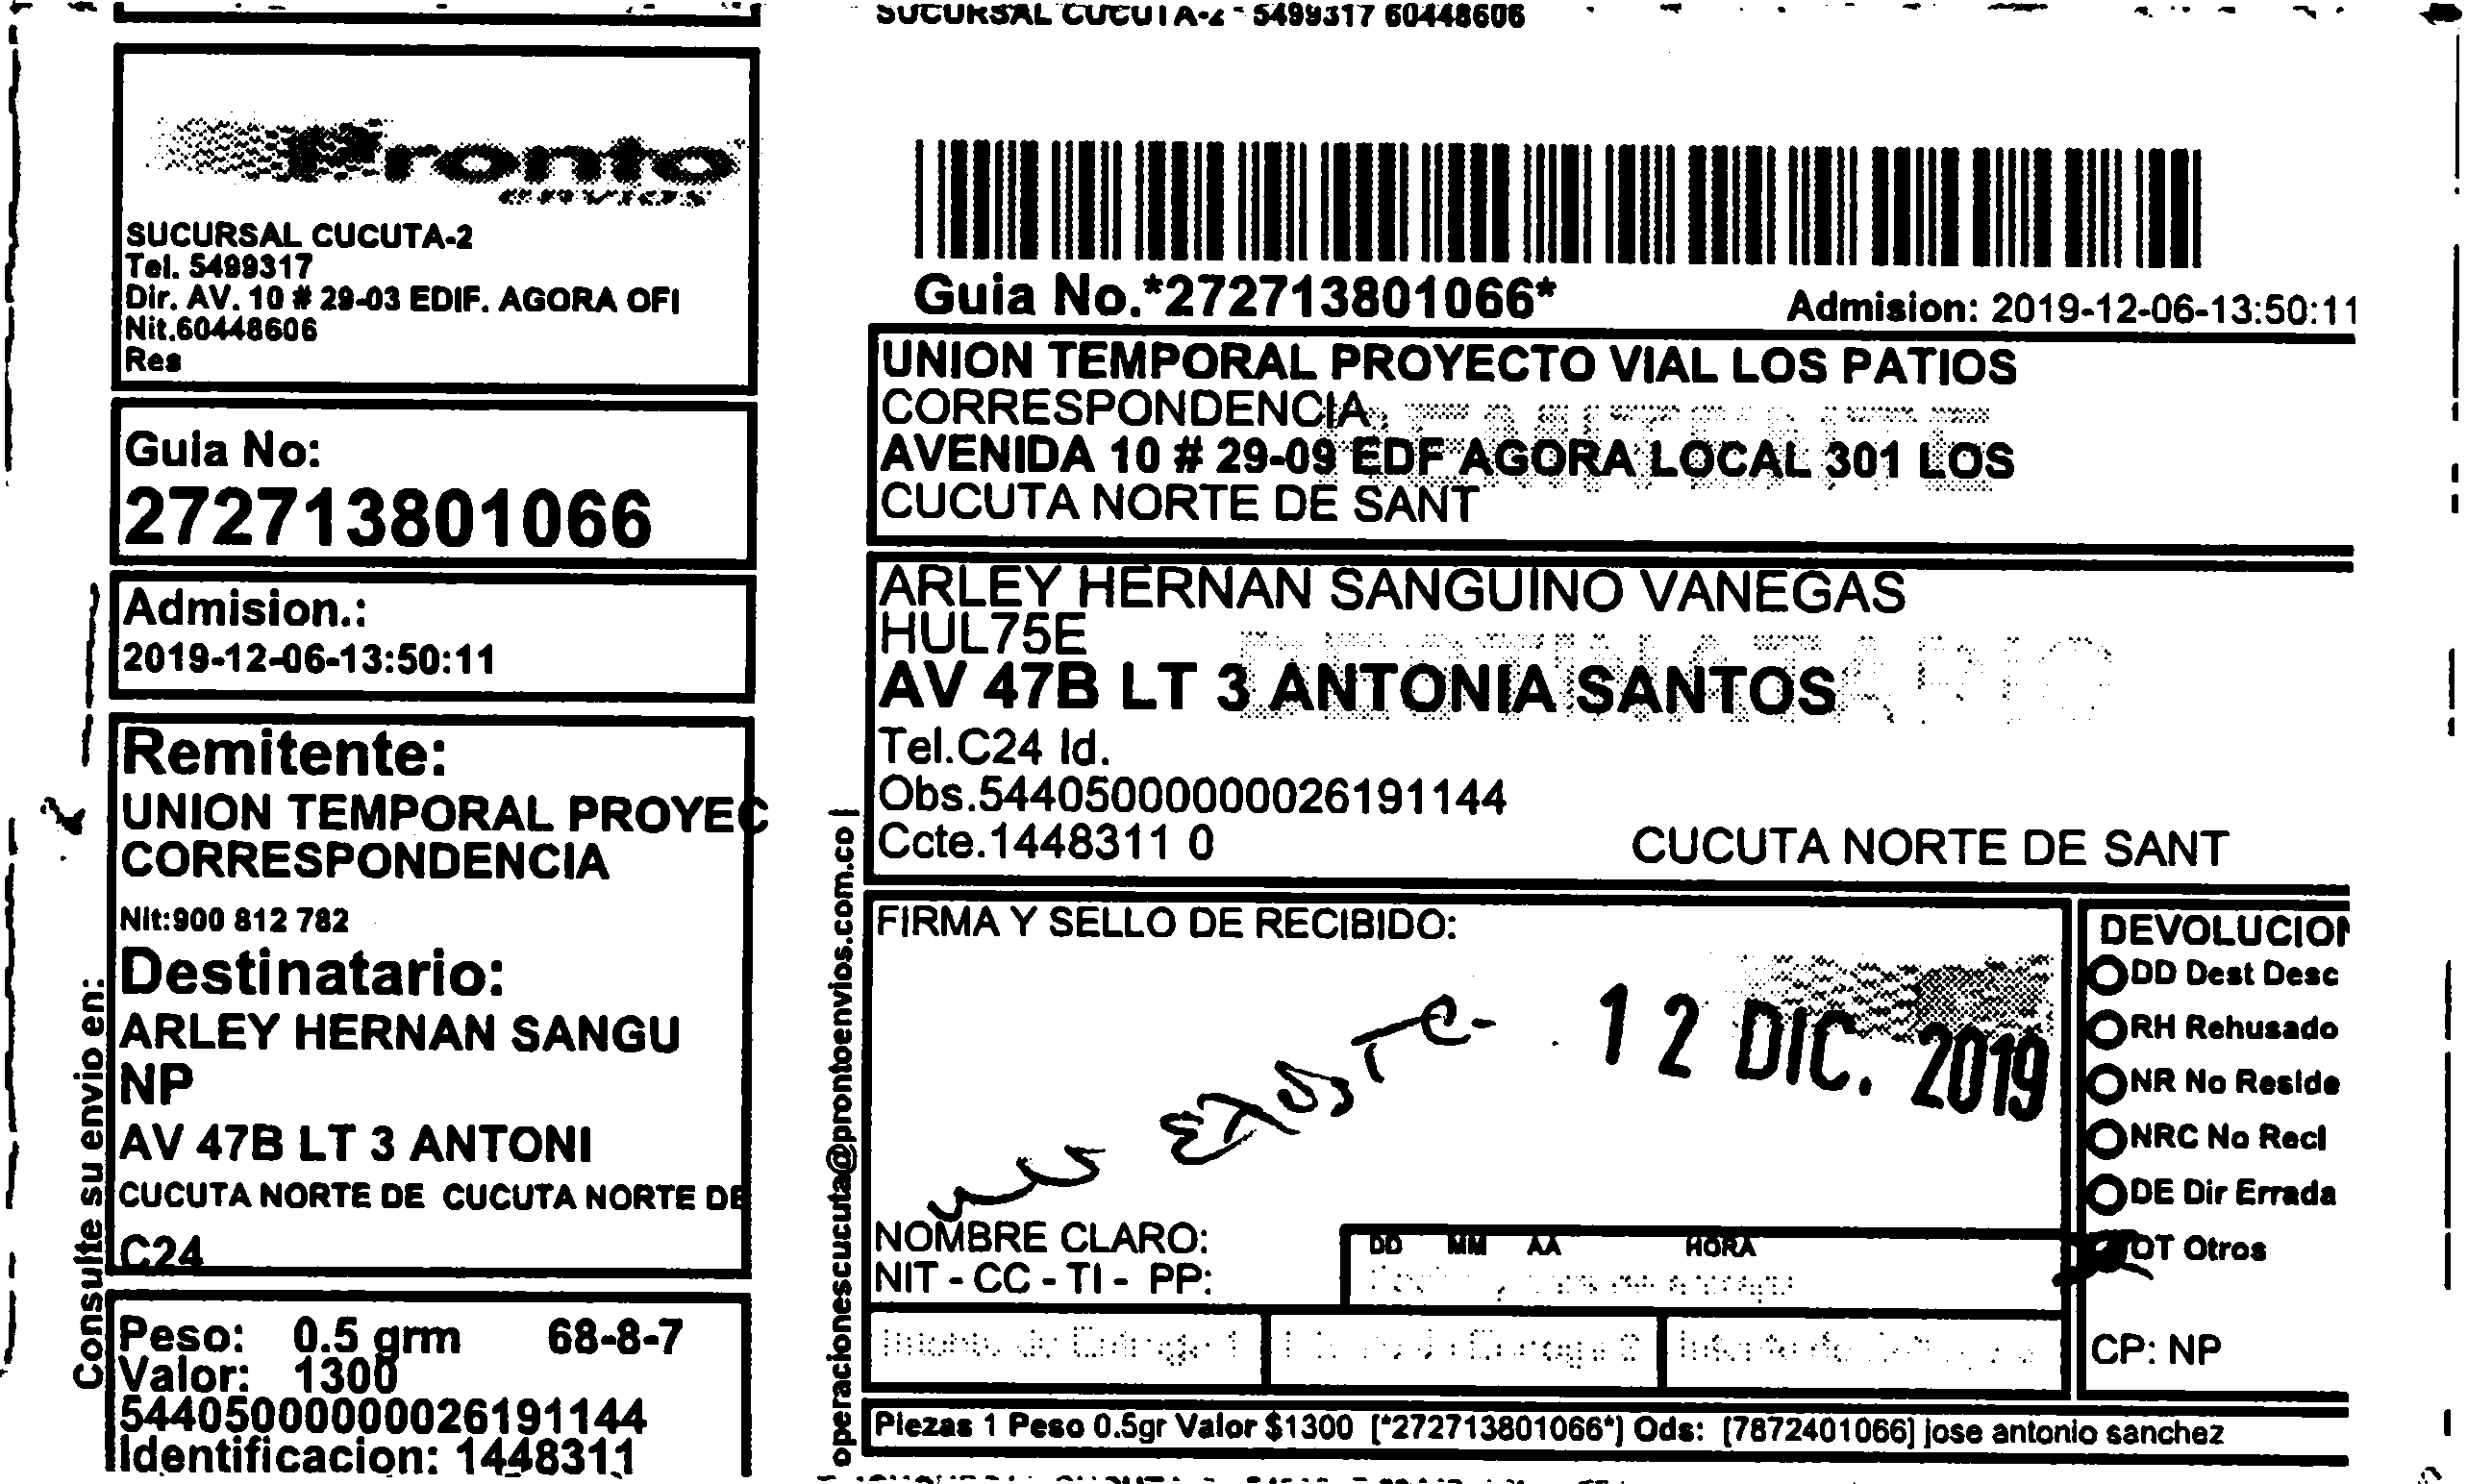 SUCURSAL CUCUTA-2 - 5499317 60448606
Pronto
envios
SUCURSAL CUCUTA-2
Tel. 5499317
Dir. AV. 10 # 29-03 EDIF. AGORA OFI
Nit.60448606
Res
Guia No:
272713801066
Admision.:
2019-12-06-13:50:11
Remitente:
UNION TEMPORAL PROYEC
CORRESPONDENCIA
Nit:900 812 782
Destinatario:
ARLEY HERNAN SANGU
NP
AV 47B LT 3 ANTONI
CUCUTA NORTE DE CUCUTA NORTE DE
C24
Peso: 0.5 grm 68-8-7
Valor: 1300
544050000000026191144
Identificacion: 1448311
Consulte su envio en:
operacionescucuta@prontoenvios.com.co |
Guia No.*272713801066*
Admision: 2019-12-06-13:50:11
UNION TEMPORAL PROYECTO VIAL LOS PATIOS
CORRESPONDENCIA
REMITENTE
AVENIDA 10 # 29-09 EDF AGORA LOCAL 301 LOS
CUCUTA NORTE DE SANT
ARLEY HERNAN SANGUINO VANEGAS
HUL75E
DESTINATARIO
AV 47B LT 3 ANTONIA SANTOS
Tel.C24 Id.
Obs.544050000000026191144
Ccte.1448311 0
CUCUTA NORTE DE SANT
FIRMA Y SELLO DE RECIBIDO:
12 DIC. 2019
Existe
NOMBRE CLARO:
NIT - CC - TI - PP:
DD MM AA HORA
DEVOLUCION
DD Dest Desc
RH Rehusado
NR No Reside
NRC No Recl
DE Dir Errada
OT Otros
CP: NP
Piezas 1 Peso 0.5gr Valor $1300 [*272713801066*] Ods: [7872401066] jose antonio sanchez